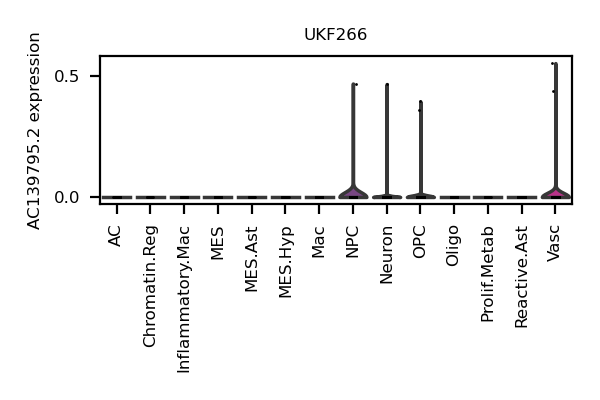 UKF266
AC139795.2 expression
0.5
0.0
AC
Chromatin.Reg
Inflammatory.Mac
MES
MES.Ast
MES.Hyp
Mac
NPC
Neuron
OPC
Oligo
Prolif.Metab
Reactive.Ast
Vasc